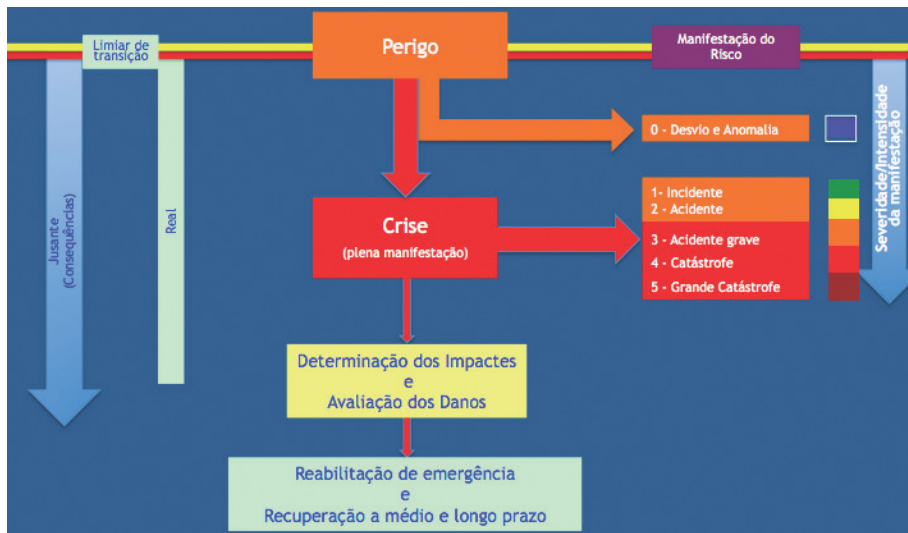 Limiar de
transição
Perigo
Manifestação do
Risco
0 - Desvio e Anomalia
Severidade/Intensidade
da manifestação
Jusante
(Consequências)
Real
Crise
(plena manifestação)
1- Incidente
2 - Acidente
3 - Acidente grave
4 - Catástrofe
5 - Grande Catástrofe
Determinação dos Impactes
e
Avaliação dos Danos
Reabilitação de emergência
e
Recuperação a médio e longo prazo